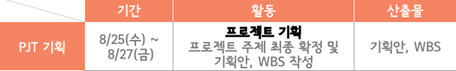 기간 활동 산출물
PJT 기획
8/25(수) ~
8/27(금)
프로젝트 기획
프로젝트 주제 최종 확정 및
기획안, WBS 작성
기획안, WBS